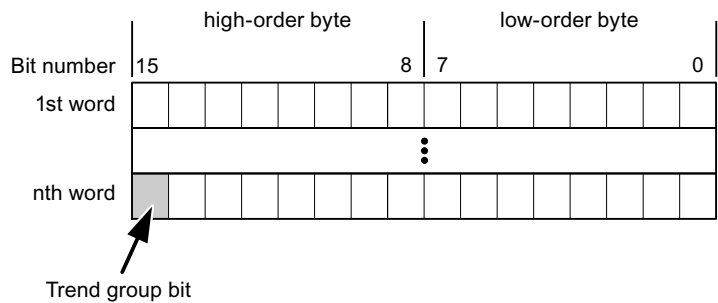 high-order byte low-order byte
Bit number 15 8 7 0
1st word
nth word
Trend group bit